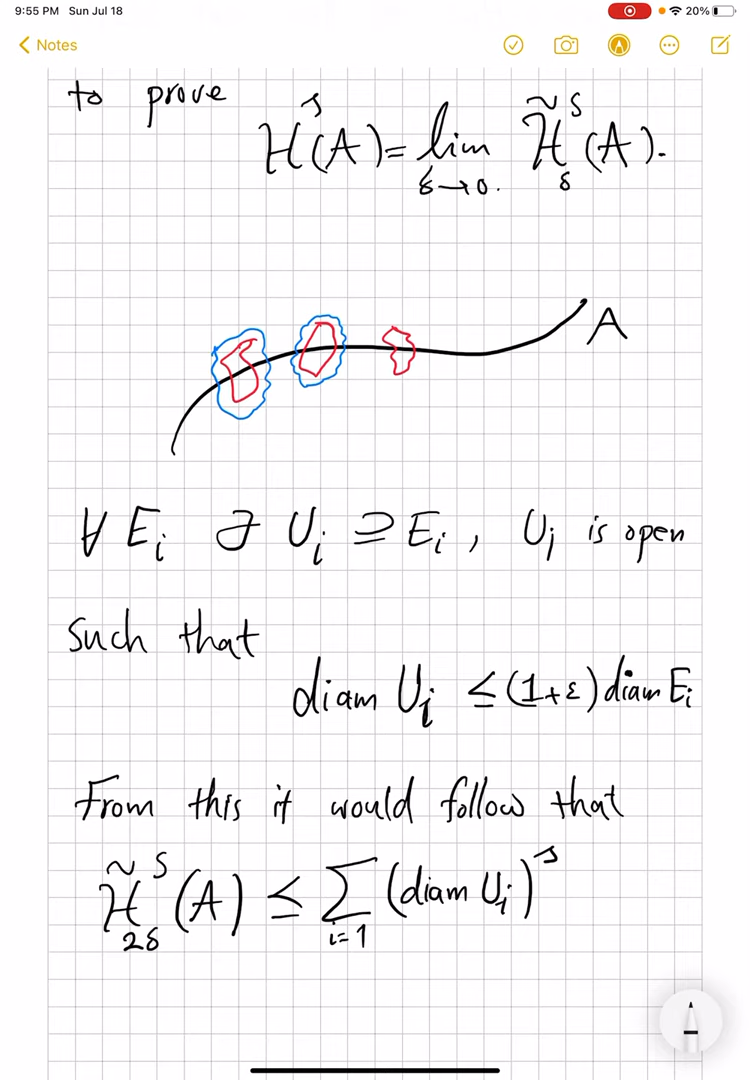 9:55 PM Sun Jul 18
20%
Notes
to prove
H^s(A) = lim_{δ→0.} H̃^s_δ(A).
A
∀ E_i ∃ U_i ⊇ E_i, U_i is open
such that
diam U_i ≤ (1+ε) diam E_i
From this it would follow that
H̃^s_{2δ}(A) ≤ Σ_{i=1} (diam U_i)^s